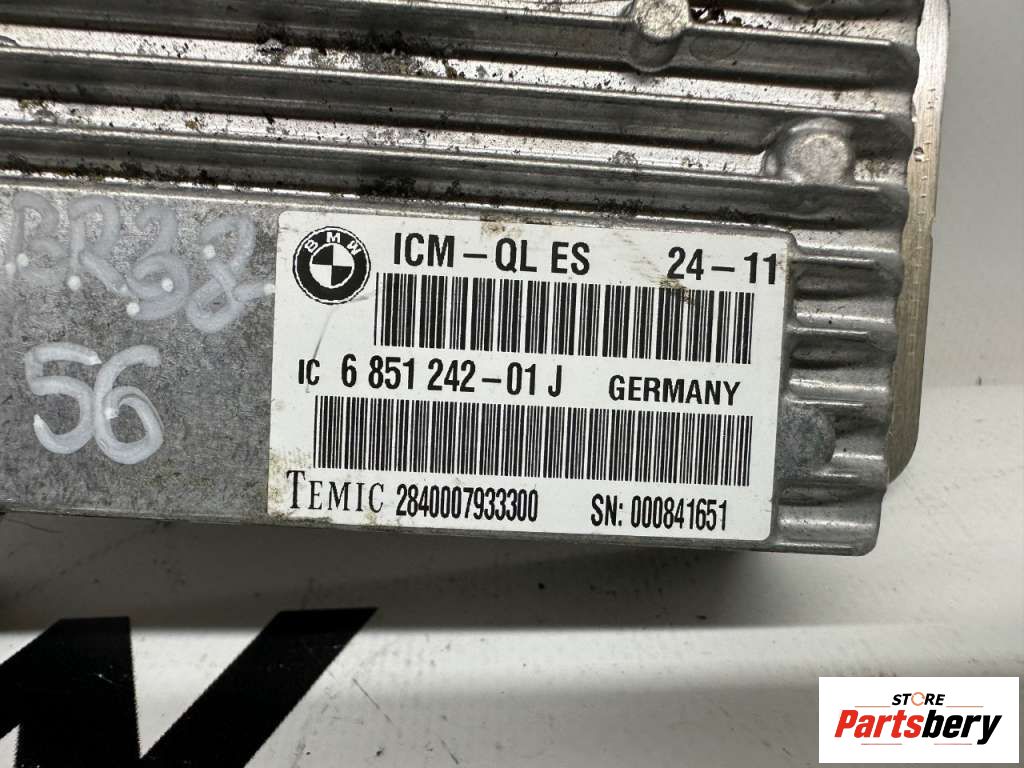 BMW
ICM - QL ES 24 - 11
IC 6 851 242 - 01 J GERMANY
TEMIC 2840007933300 SN: 000841651
BR38
56
STORE
Partsbery